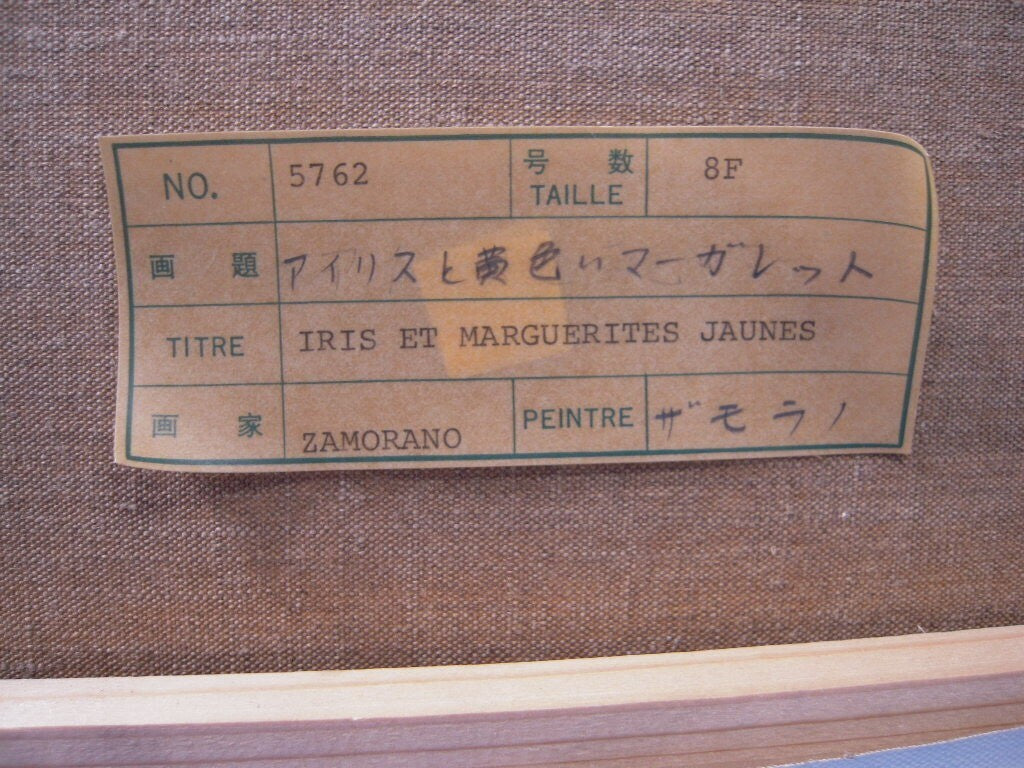 NO. 5762 号数 TAILLE 8F
画題 アイリスと黄色いマーガレット
TITRE IRIS ET MARGUERITES JAUNES
画家 ZAMORANO PEINTRE ザモラノ